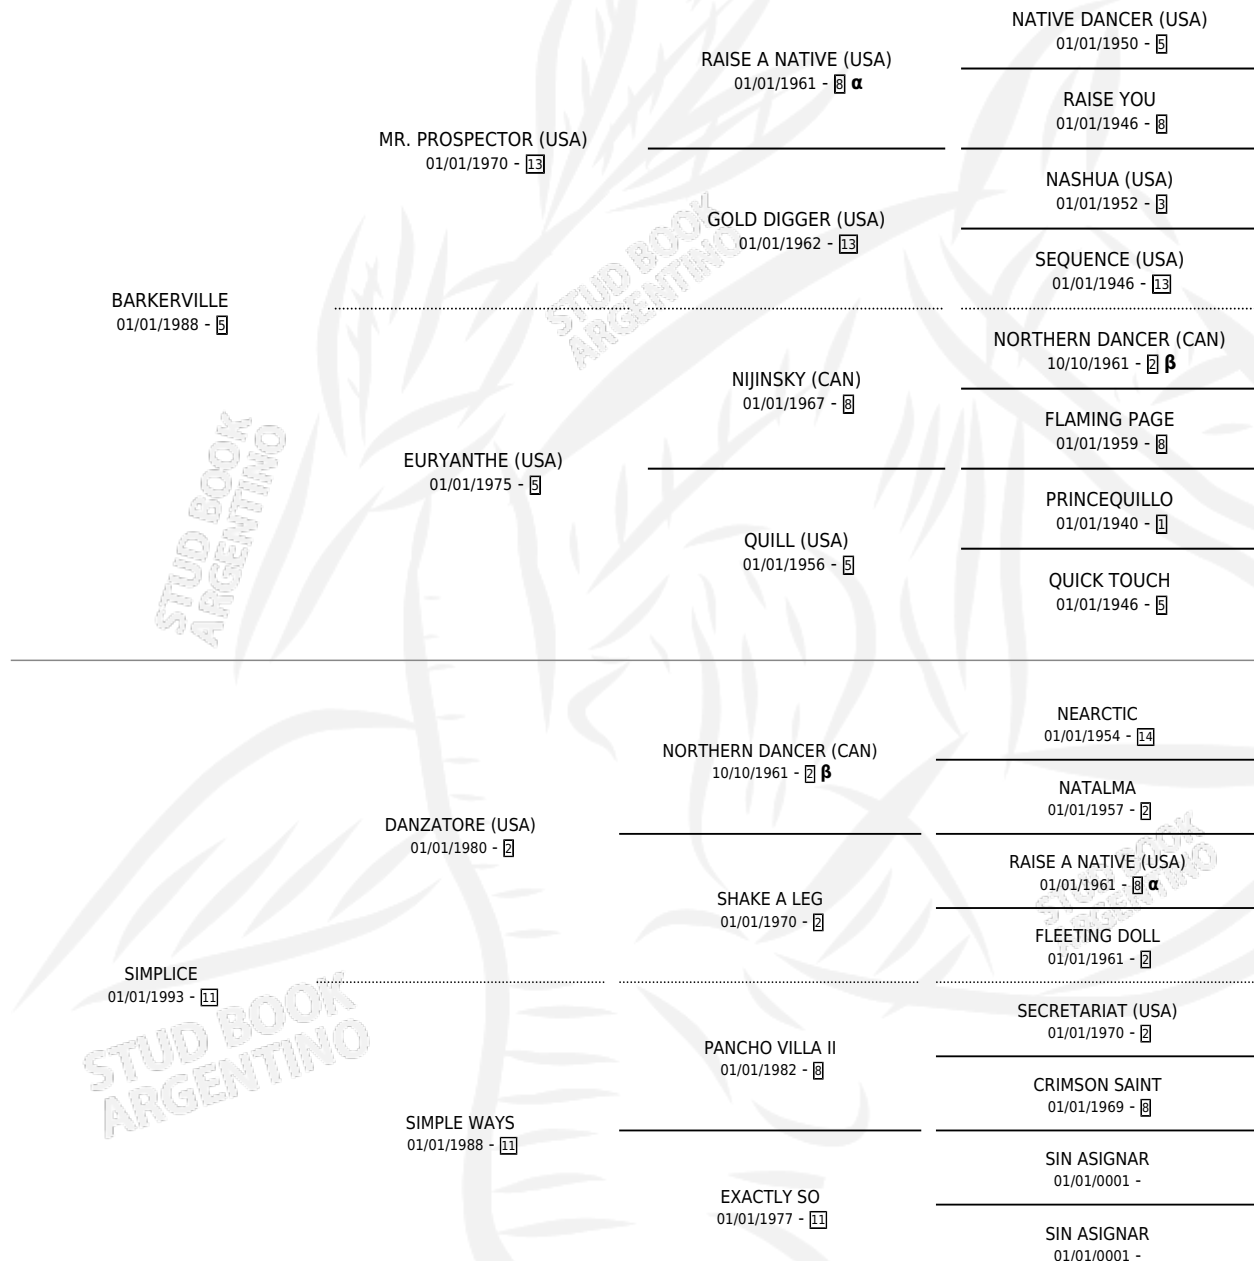 NATIVE DANCER (USA)
01/01/1950 - 5
RAISE A NATIVE (USA)
01/01/1961 - 8 α
RAISE YOU
01/01/1946 - 8
MR. PROSPECTOR (USA)
01/01/1970 - 13
NASHUA (USA)
01/01/1952 - 3
GOLD DIGGER (USA)
01/01/1962 - 13
SEQUENCE (USA)
01/01/1946 - 13
STUD BOOK
ARGENTINO
BARKERVILLE
01/01/1988 - 5
NORTHERN DANCER (CAN)
10/10/1961 - 2 β
NIJINSKY (CAN)
01/01/1967 - 8
FLAMING PAGE
01/01/1959 - 8
EURYANTHE (USA)
01/01/1975 - 5
PRINCEQUILLO
01/01/1940 - 1
QUILL (USA)
01/01/1956 - 5
QUICK TOUCH
01/01/1946 - 5
STUD BOOK
ARGENTINO
NEARCTIC
01/01/1954 - 14
NORTHERN DANCER (CAN)
10/10/1961 - 2 β
NATALMA
01/01/1957 - 2
DANZATORE (USA)
01/01/1980 - 2
RAISE A NATIVE (USA)
01/01/1961 - 8 α
STUD BOOK
ARGENTINO
SHAKE A LEG
01/01/1970 - 2
FLEETING DOLL
01/01/1961 - 2
SIMPLICE
01/01/1993 - 11
SECRETARIAT (USA)
01/01/1970 - 2
STUD BOOK
ARGENTINO
PANCHO VILLA II
01/01/1982 - 8
CRIMSON SAINT
01/01/1969 - 8
SIMPLE WAYS
01/01/1988 - 11
SIN ASIGNAR
01/01/0001 -
EXACTLY SO
01/01/1977 - 11
SIN ASIGNAR
01/01/0001 -